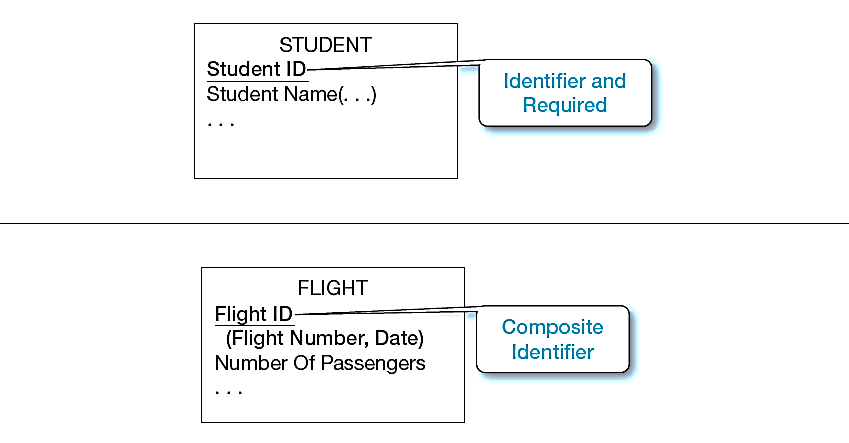 STUDENT
Student ID
Student Name(. . .)
. . .
Identifier and
Required
FLIGHT
Flight ID
(Flight Number, Date)
Number Of Passengers
. . .
Composite
Identifier